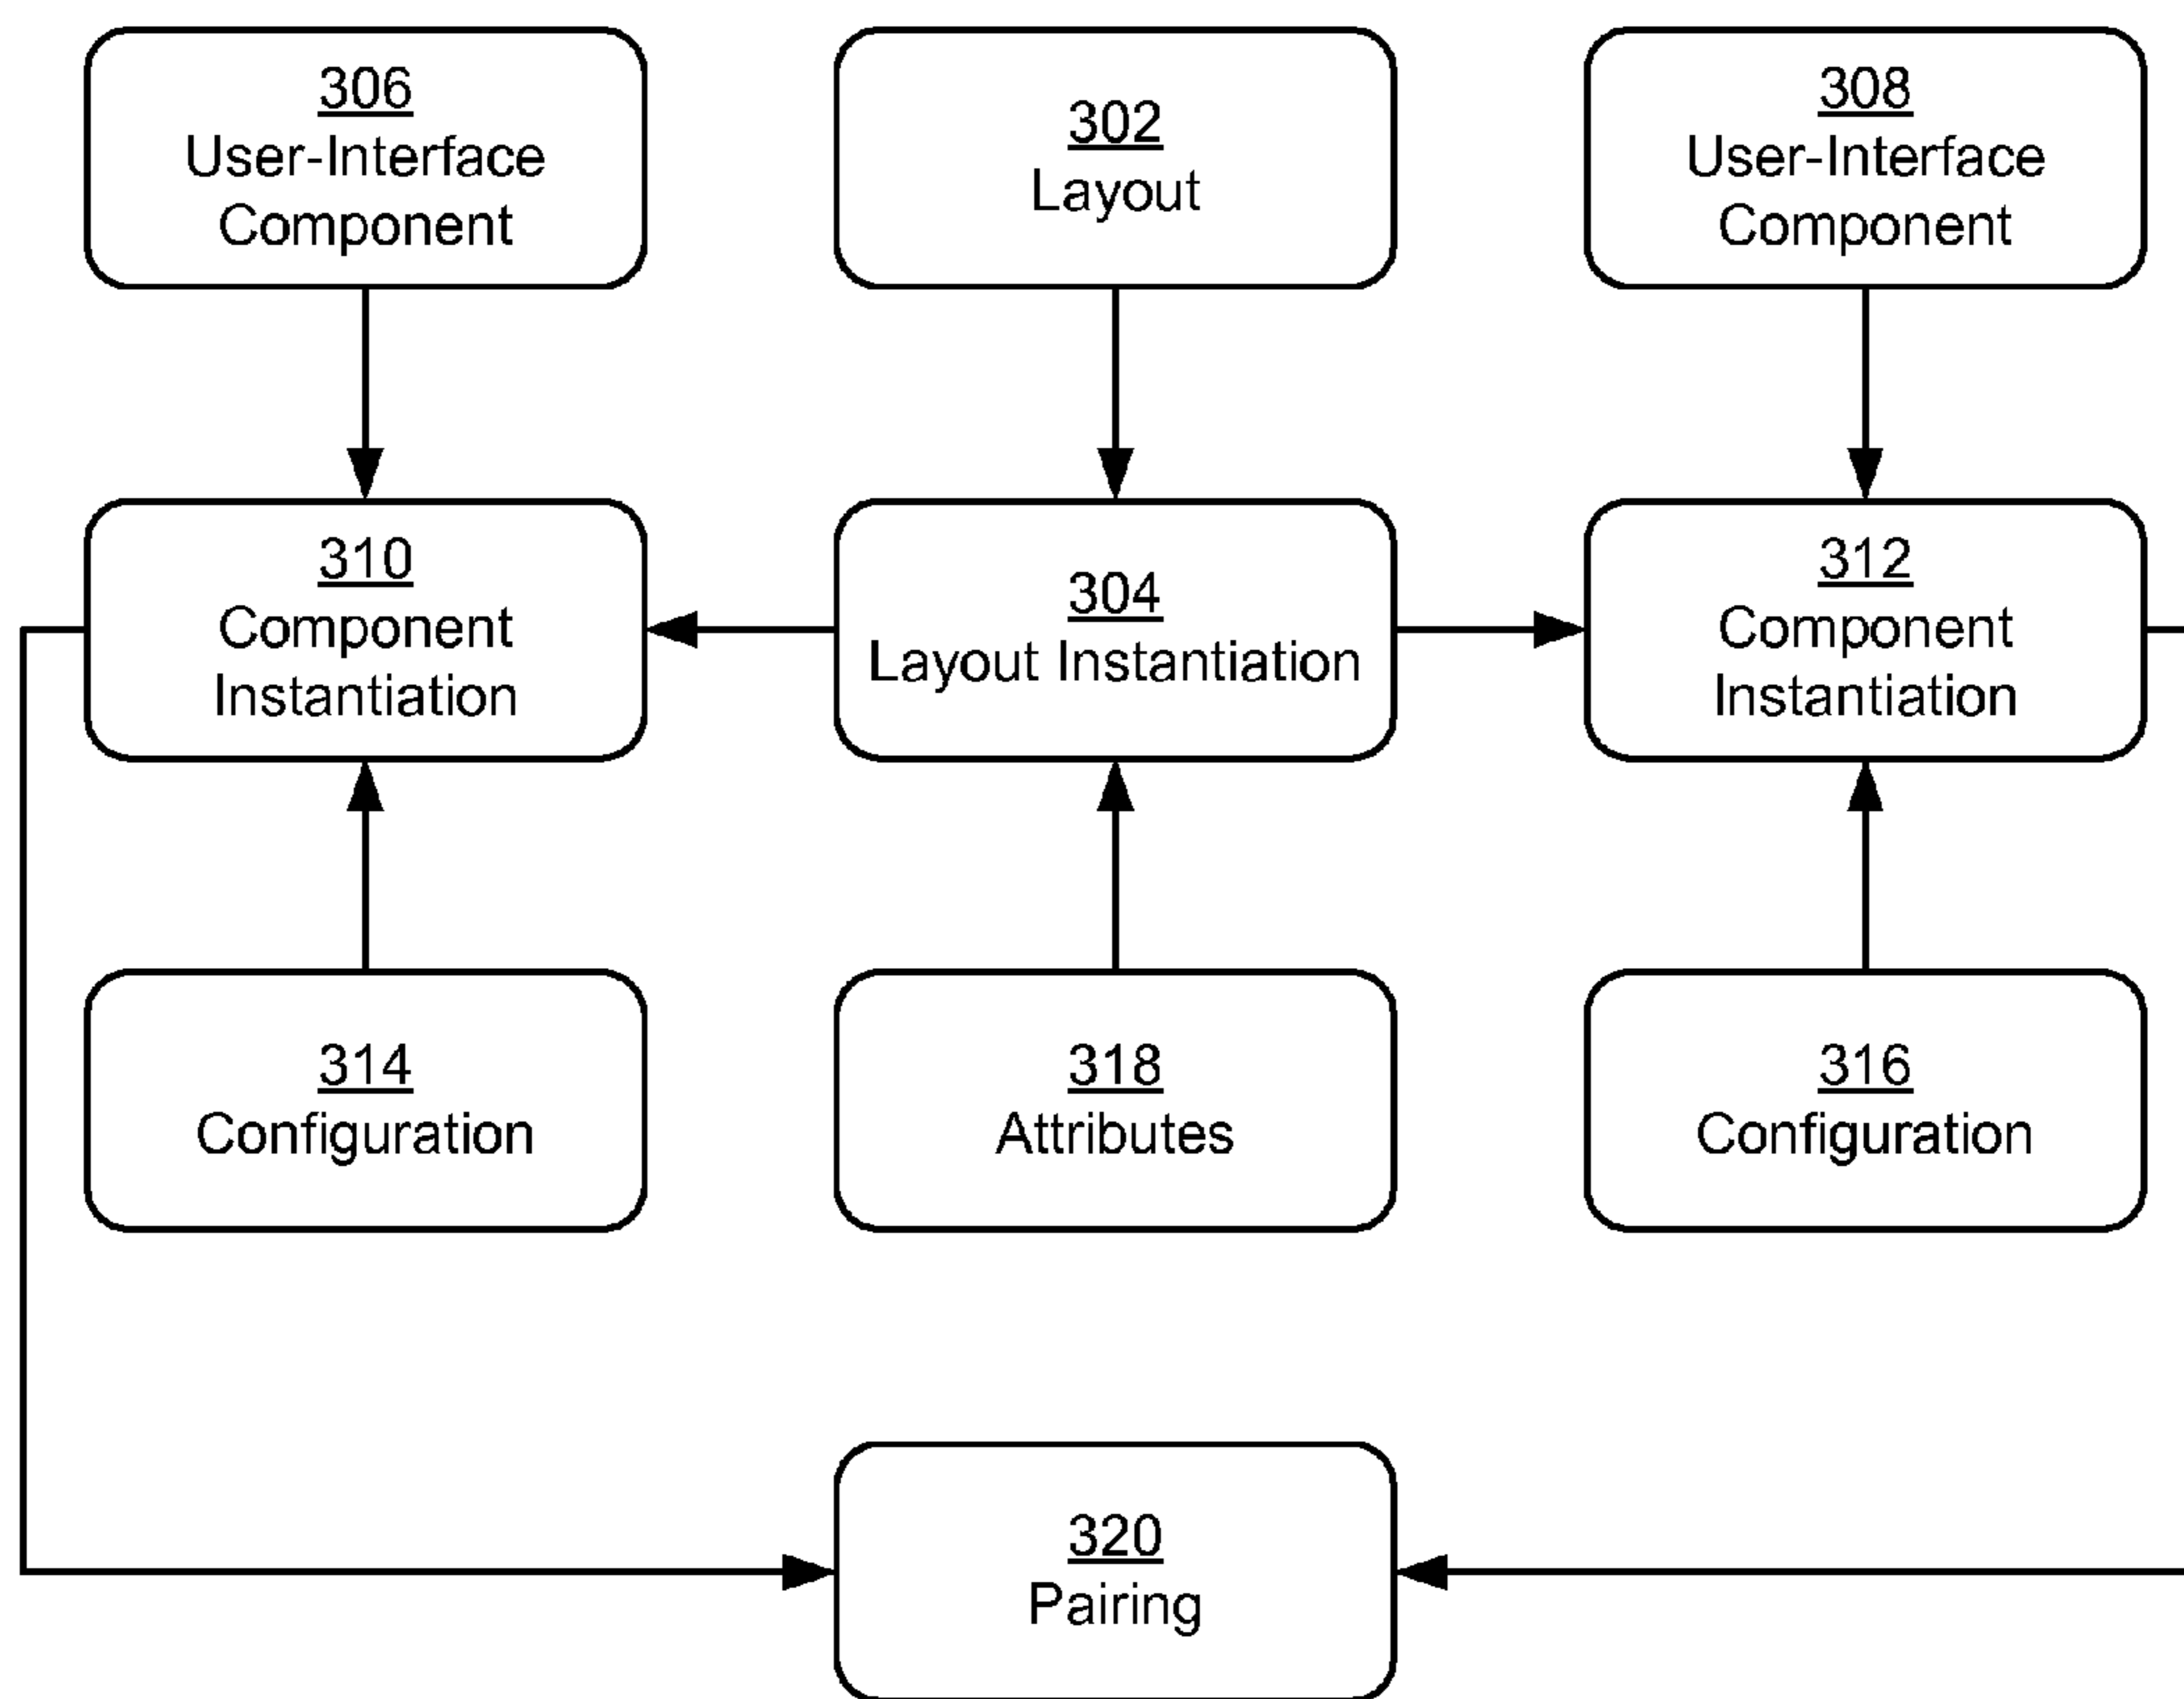 306
User-Interface
Component
302
Layout
308
User-Interface
Component
310
Component
Instantiation
304
Layout Instantiation
312
Component
Instantiation
314
Configuration
318
Attributes
316
Configuration
320
Pairing